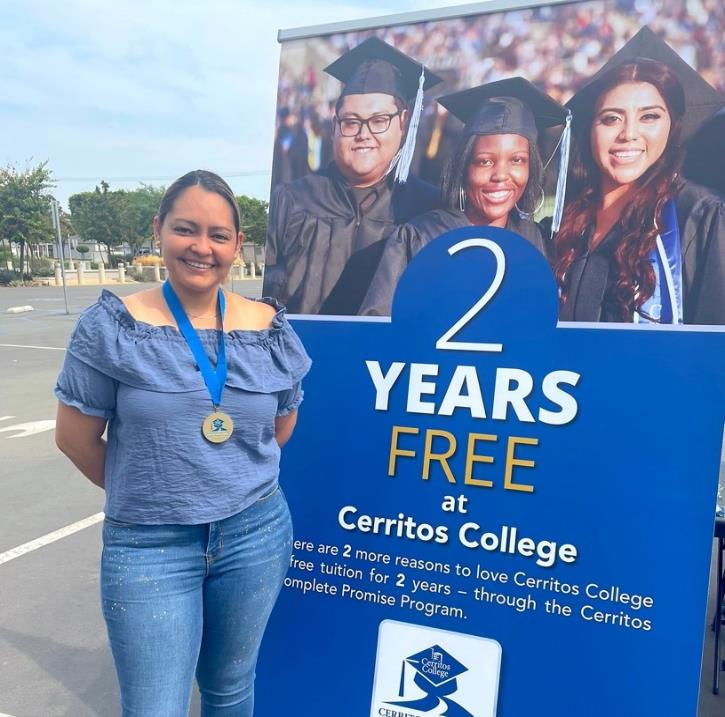 2
YEARS
FREE
at
Cerritos College
ere are 2 more reasons to love Cerritos College
free tuition for 2 years – through the Cerritos
omplete Promise Program.
Cerritos
College